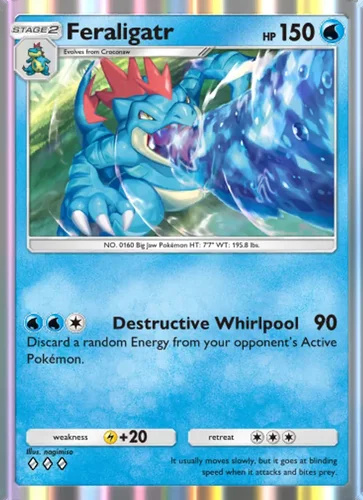 STAGE2 Feraligatr HP 150
Evolves from Croconaw
NO. 0160 Big Jaw Pokémon HT: 7'7" WT: 195.8 lbs.
Destructive Whirlpool 90
Discard a random Energy from your opponent's Active
Pokémon.
weakness +20 retreat
Illus. nagimiso
It usually moves slowly, but it goes at blinding
speed when it attacks and bites prey.